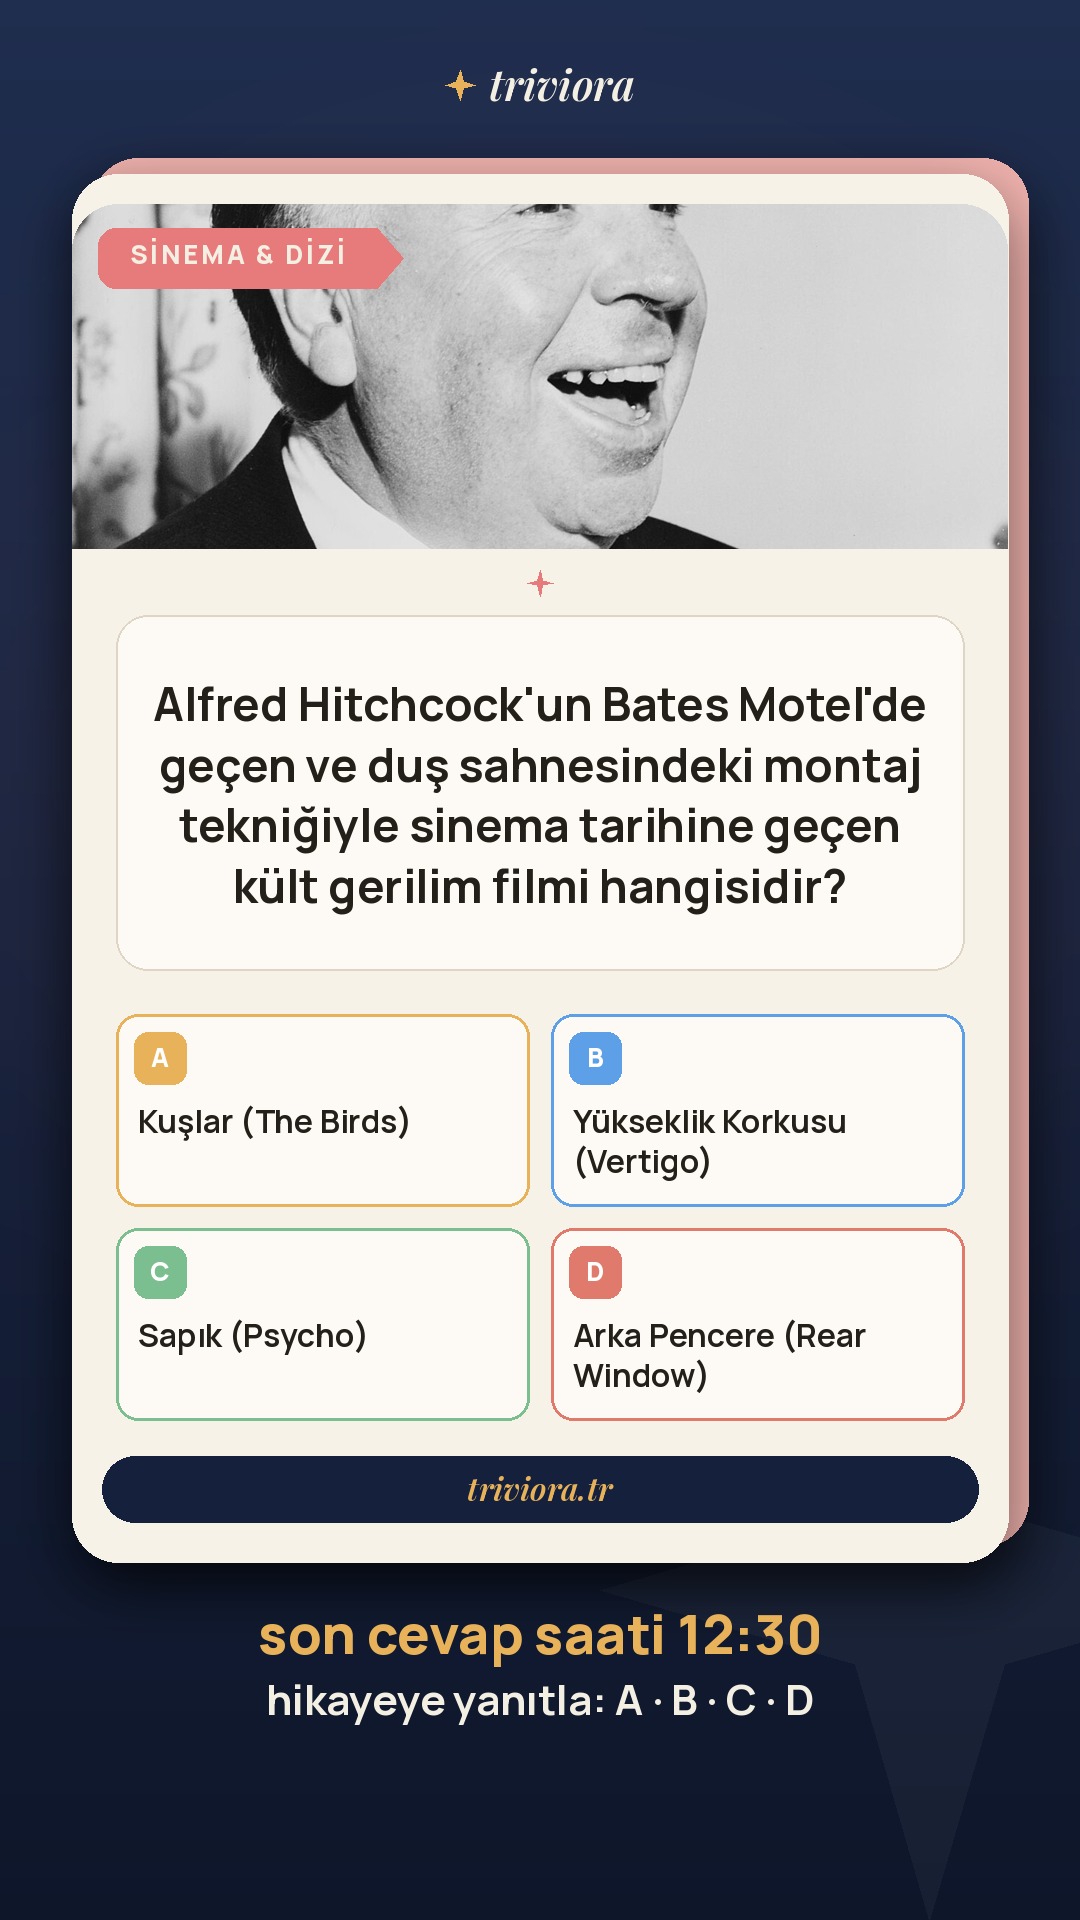 triviora
SİNEMA & DİZİ
Alfred Hitchcock'un Bates Motel'de
geçen ve duş sahnesindeki montaj
tekniğiyle sinema tarihine geçen
kült gerilim filmi hangisidir?
A
Kuşlar (The Birds)
B
Yükseklik Korkusu
(Vertigo)
C
Sapık (Psycho)
D
Arka Pencere (Rear
Window)
triviora.tr
son cevap saati 12:30
hikayeye yanıtla: A · B · C · D